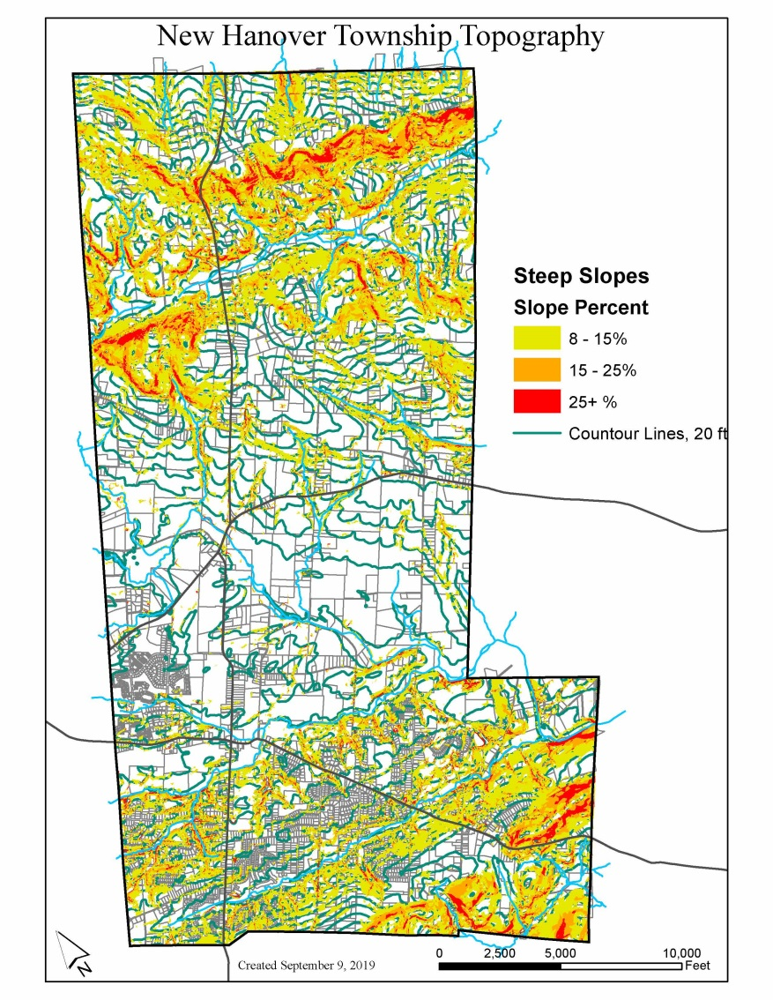 New Hanover Township Topography
Steep Slopes
Slope Percent
8 - 15%
15 - 25%
25+ %
Countour Lines, 20 ft
N
Created September 9, 2019
0 2,500 5,000 10,000
Feet